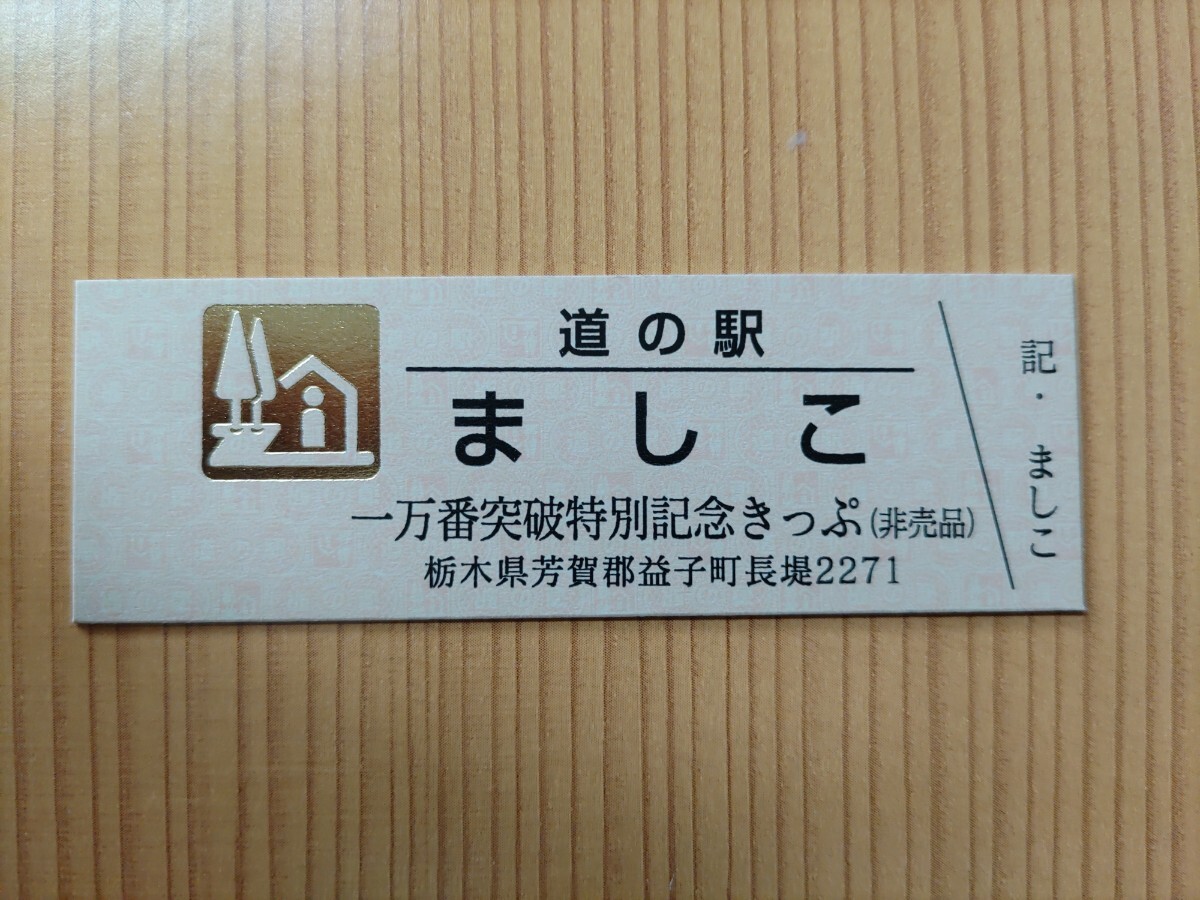 道の駅
ましこ
一万番突破特別記念きっぷ(非売品)
栃木県芳賀郡益子町長堤2271
記・ましこ